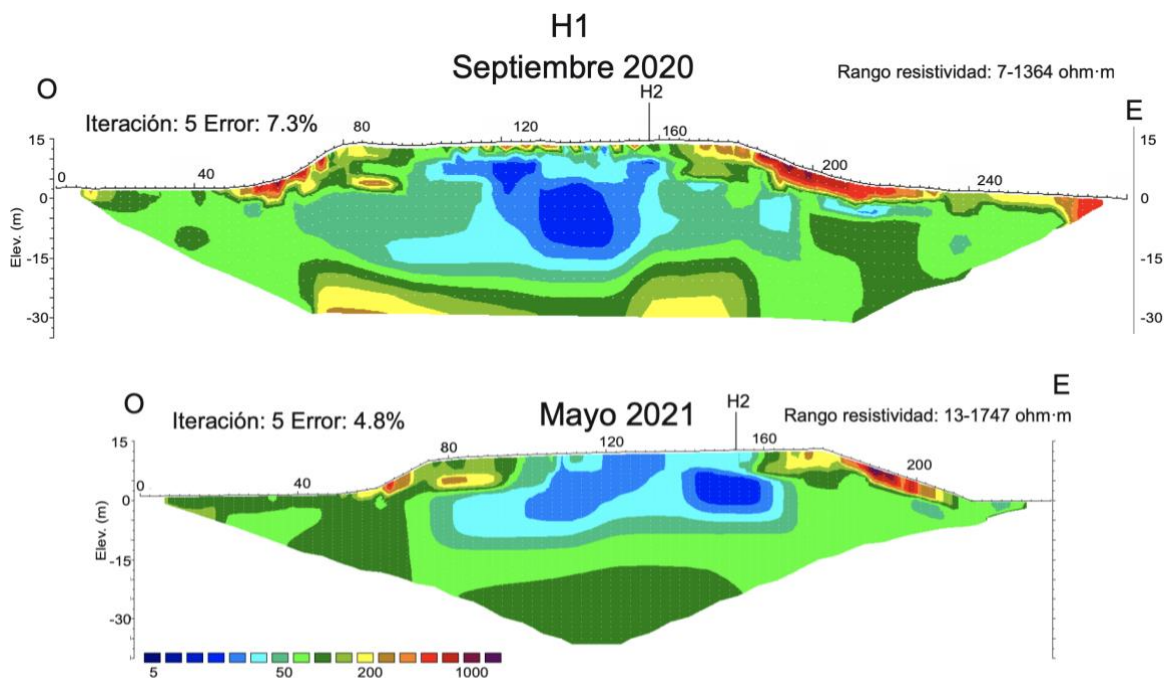 H1
Septiembre 2020
Rango resistividad: 7-1364 ohm·m
O
H2
E
Iteración: 5 Error: 7.3%
0 40 80 120 160 200 240
15
0
-15
-30
Elev. (m)
15
0
-15
-30
O
Iteración: 5 Error: 4.8%
Mayo 2021
H2
Rango resistividad: 13-1747 ohm·m
E
0 40 80 120 160 200
15
0
-15
-30
Elev. (m)
5 50 200 1000